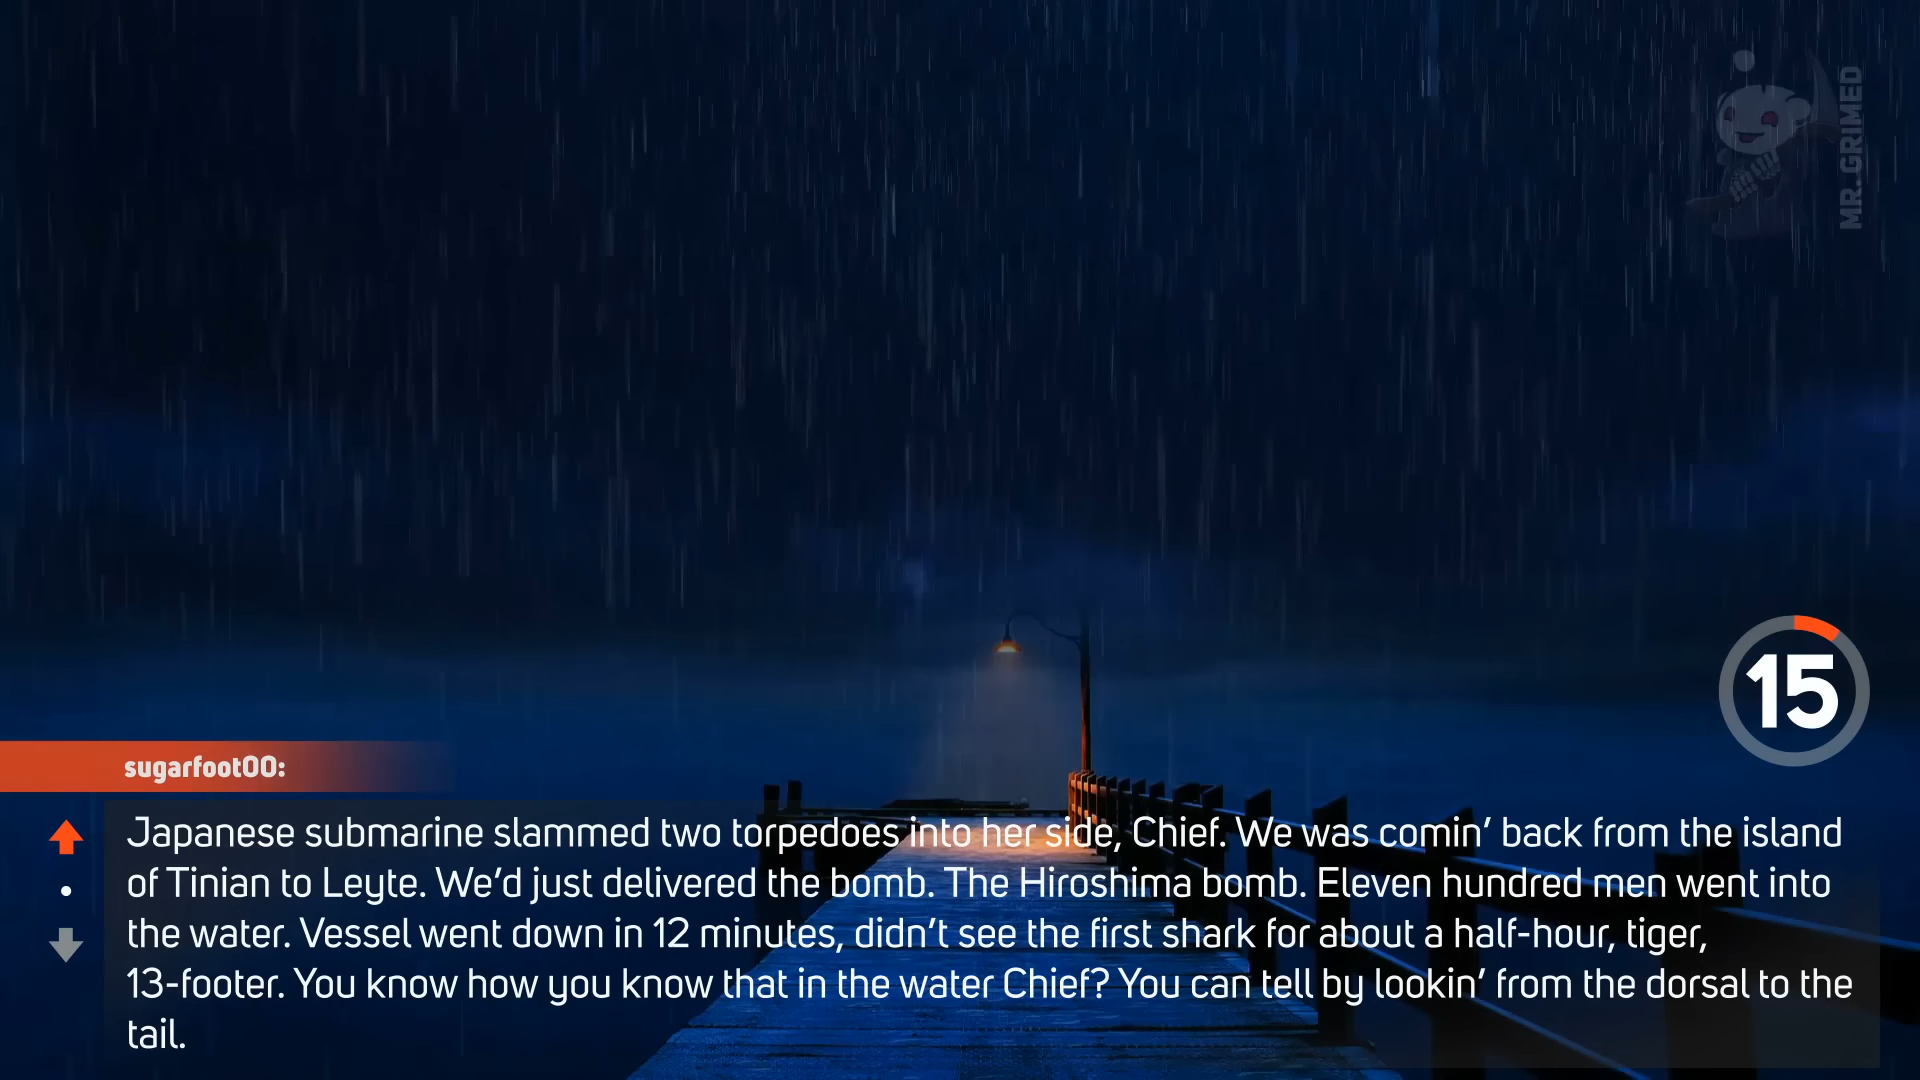 MR. GRIMED
15
sugarfoot00:
Japanese submarine slammed two torpedoes into her side, Chief. We was comin’ back from the island
of Tinian to Leyte. We’d just delivered the bomb. The Hiroshima bomb. Eleven hundred men went into
the water. Vessel went down in 12 minutes, didn’t see the first shark for about a half-hour, tiger,
13-footer. You know how you know that in the water Chief? You can tell by lookin’ from the dorsal to the
tail.